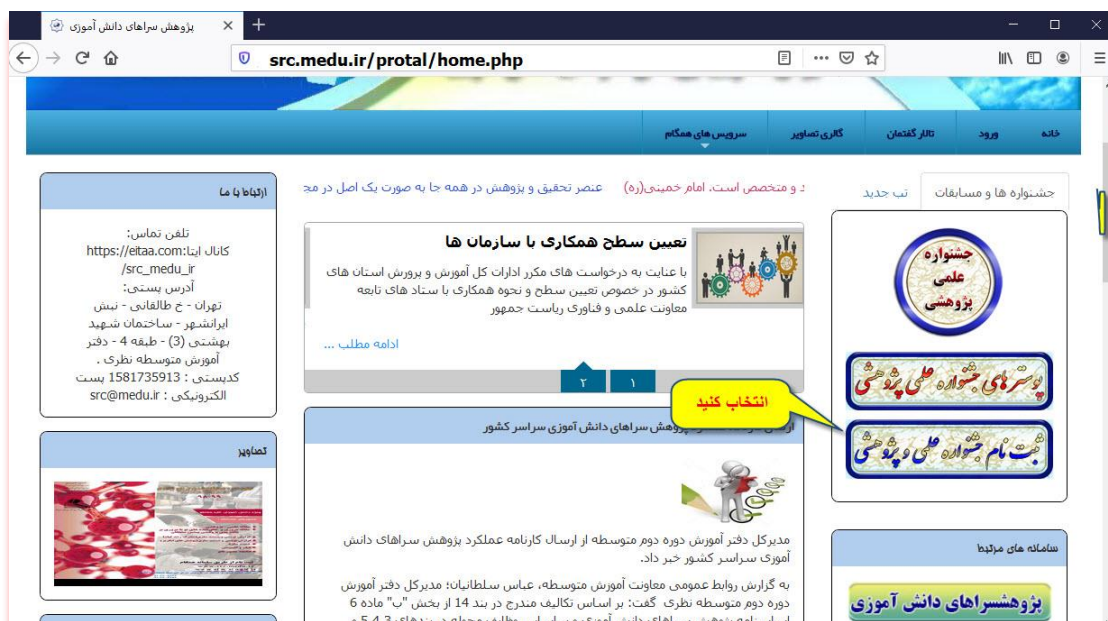 پژوهش سراهای دانش آموزی
src.medu.ir/protal/home.php
خانه
ورود
تالار گفتمان
گالری تصاویر
سرویس های همگام
جشنواره ها و مسابقات
تب جدید
جشنواره
علمی
پژوهشی
پوسترهای جشنواره علمی پژوهشی
ثبت نام جشنواره علمی و پژوهشی
انتخاب کنید
سامانه های مرتبط
پژوهشسراهای دانش آموزی
د و متخصص است. امام خمینی(ره) عنصر تحقیق و پژوهش در همه جا به صورت یک اصل در مج
تعیین سطح همکاری با سازمان ها
با عنایت به درخواست های مکرر ادارات کل آموزش و پرورش استان های
کشور در خصوص تعیین سطح و نحوه همکاری با ستاد های تابعه
معاونت علمی و فناوری ریاست جمهور
ادامه مطلب ...
۱
۲
پژوهش سراهای دانش آموزی سراسر کشور
مدیرکل دفتر آموزش دوره دوم متوسطه از ارسال کارنامه عملکرد پژوهش سراهای دانش
آموزی سراسر کشور خبر داد.
به گزارش روابط عمومی معاونت آموزش متوسطه، عباس سلطانیان؛ مدیرکل دفتر آموزش
دوره دوم متوسطه نظری گفت: بر اساس تکالیف مندرج در بند 14 از بخش "ب" ماده 6
ارتباط با ما
تلفن تماس:
کانال ایتا:https://eitaa.com
/src_medu_ir
آدرس پستی:
تهران - خ طالقانی - نبش
ایرانشهر - ساختمان شهید
بهشتی (3) - طبقه 4 - دفتر
آموزش متوسطه نظری .
کدپستی : 1581735913 پست
الکترونیکی : src@medu.ir
تصاویر